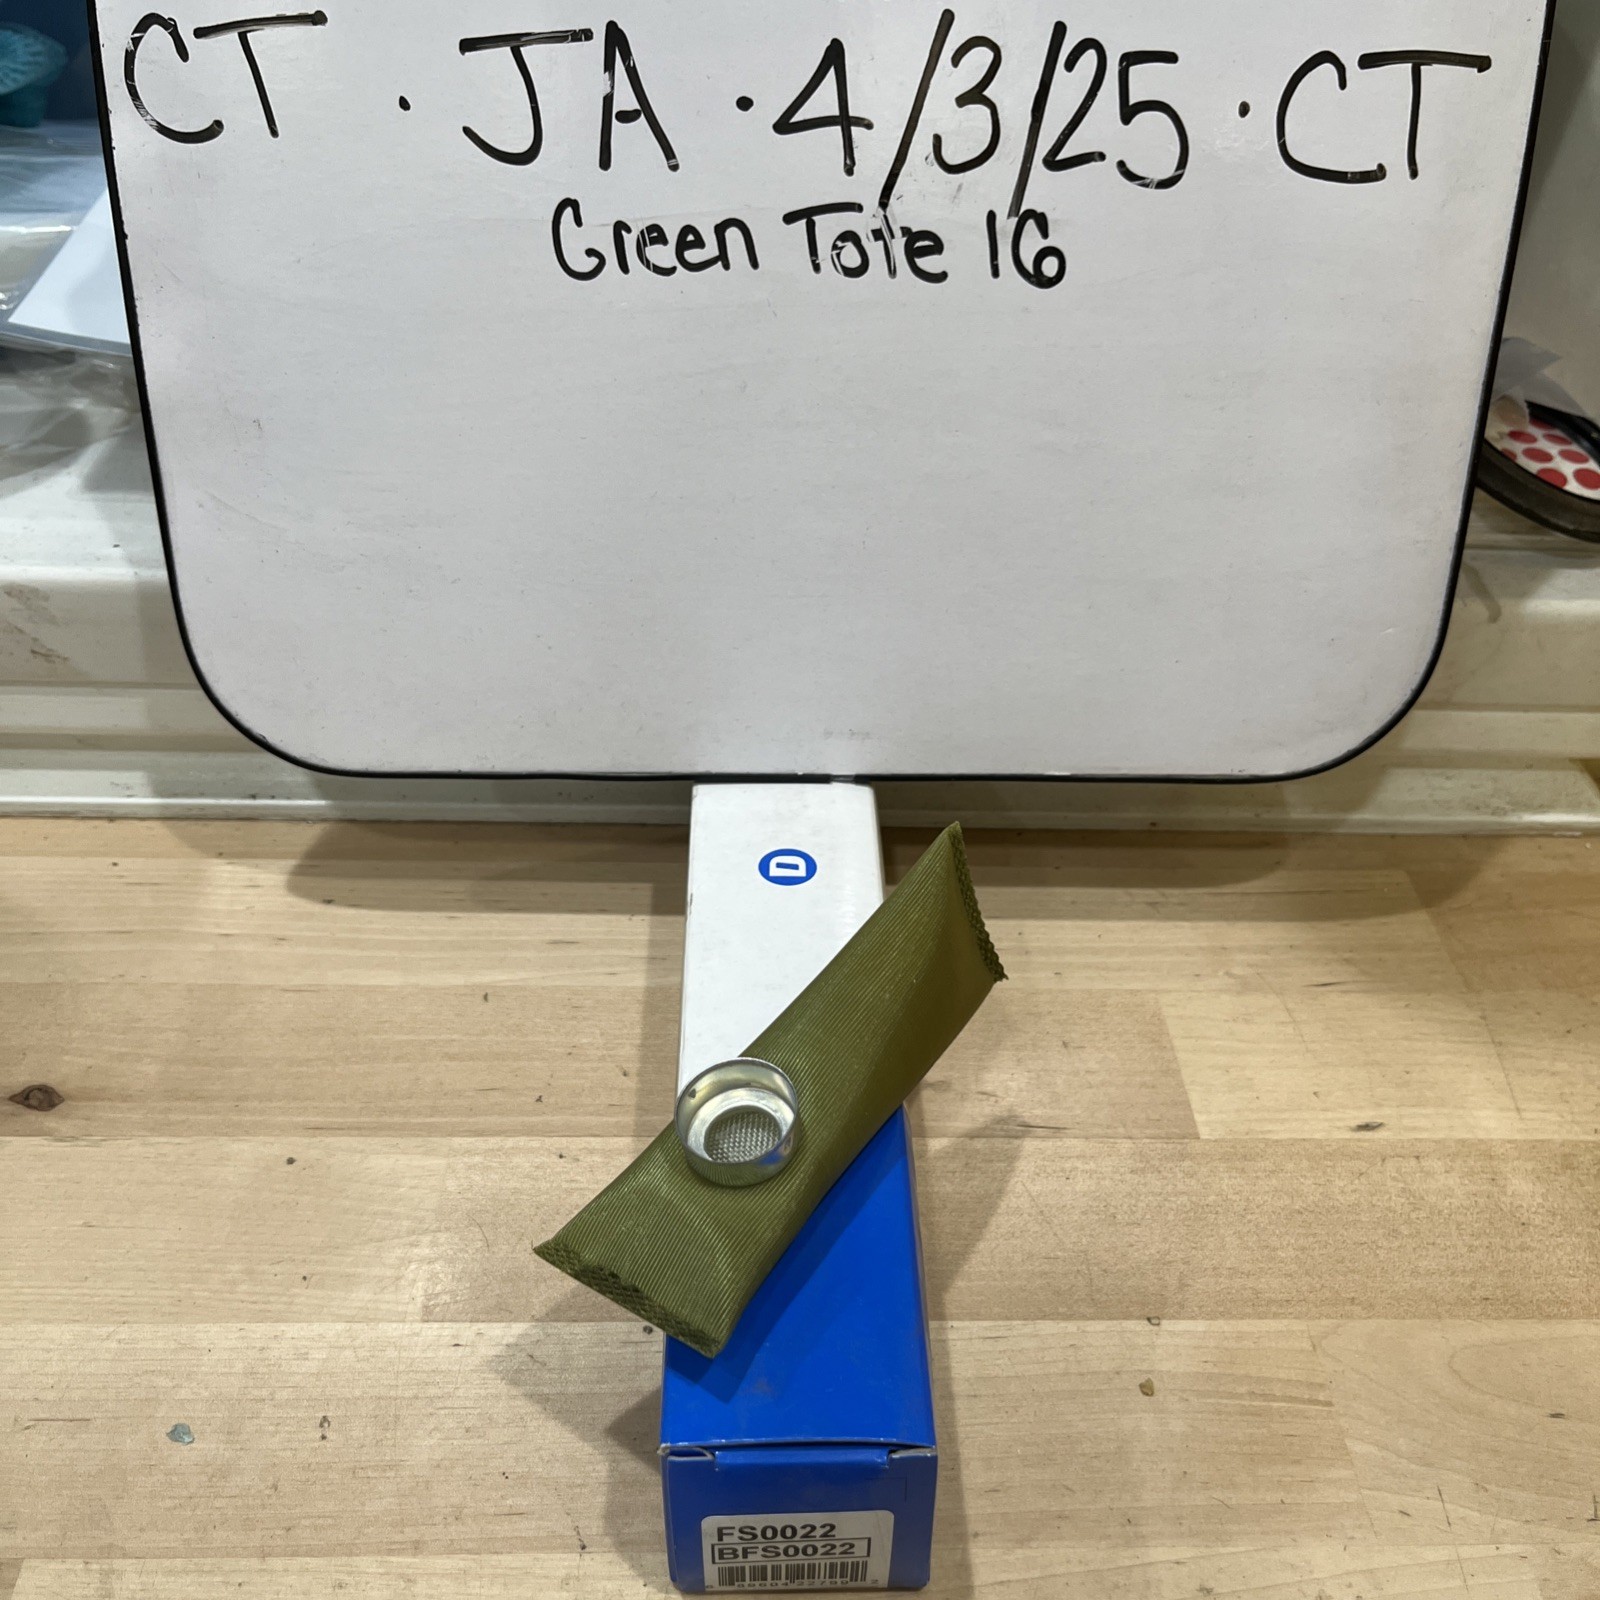 CT · JA · 4/3/25 · CT
Green Tote 16
D
FS0022
BFS0022